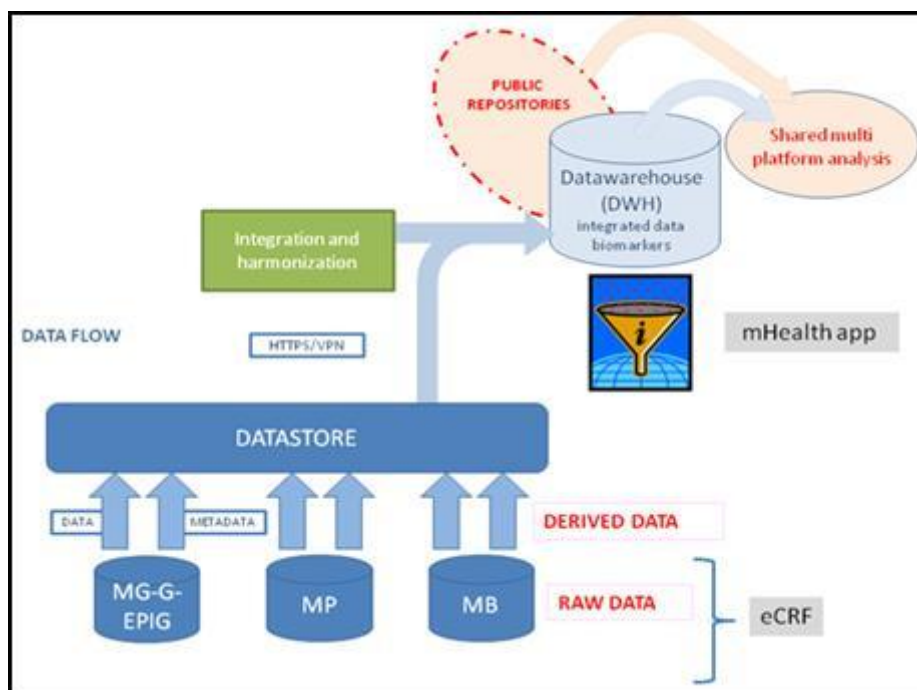 PUBLIC
REPOSITORIES
Shared multi
platform analysis
Datawarehouse
(DWH)
integrated data
biomarkers
Integration and
harmonization
DATA FLOW
HTTPS/VPN
i
mHealth app
DATASTORE
DATA
METADATA
DERIVED DATA
MG-G-
EPIG
MP
MB
RAW DATA
eCRF